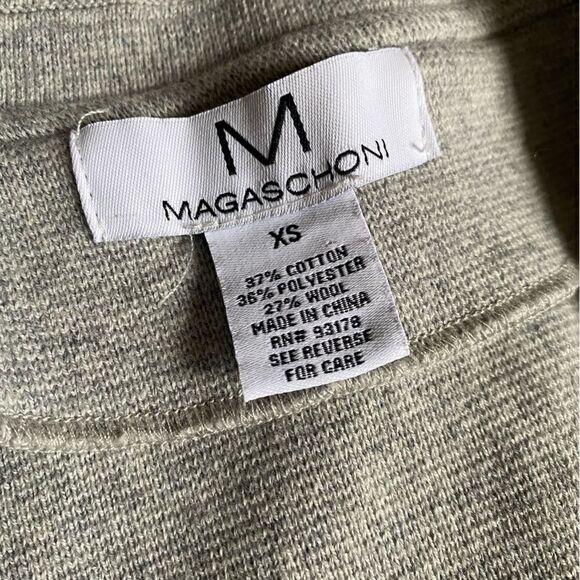 M
MAGASCHONI
XS
37% COTTON
36% POLYESTER
27% WOOL
MADE IN CHINA
RN# 93178
SEE REVERSE
FOR CARE